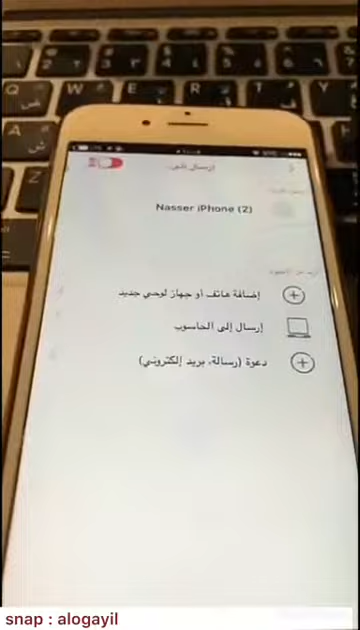 إرسال إلى
Nasser iPhone (2)
إضافة هاتف أو جهاز لوحي جديد
إرسال إلى الحاسوب
دعوة (رسالة، بريد إلكتروني)
W E R T Y
Q
A
Z
snap : alogayil